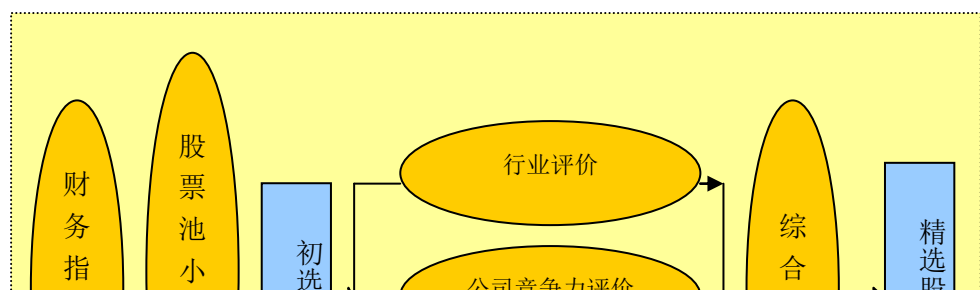 财务指
股票池小
初选
行业评价
公司竞争力评价
综合
精选股